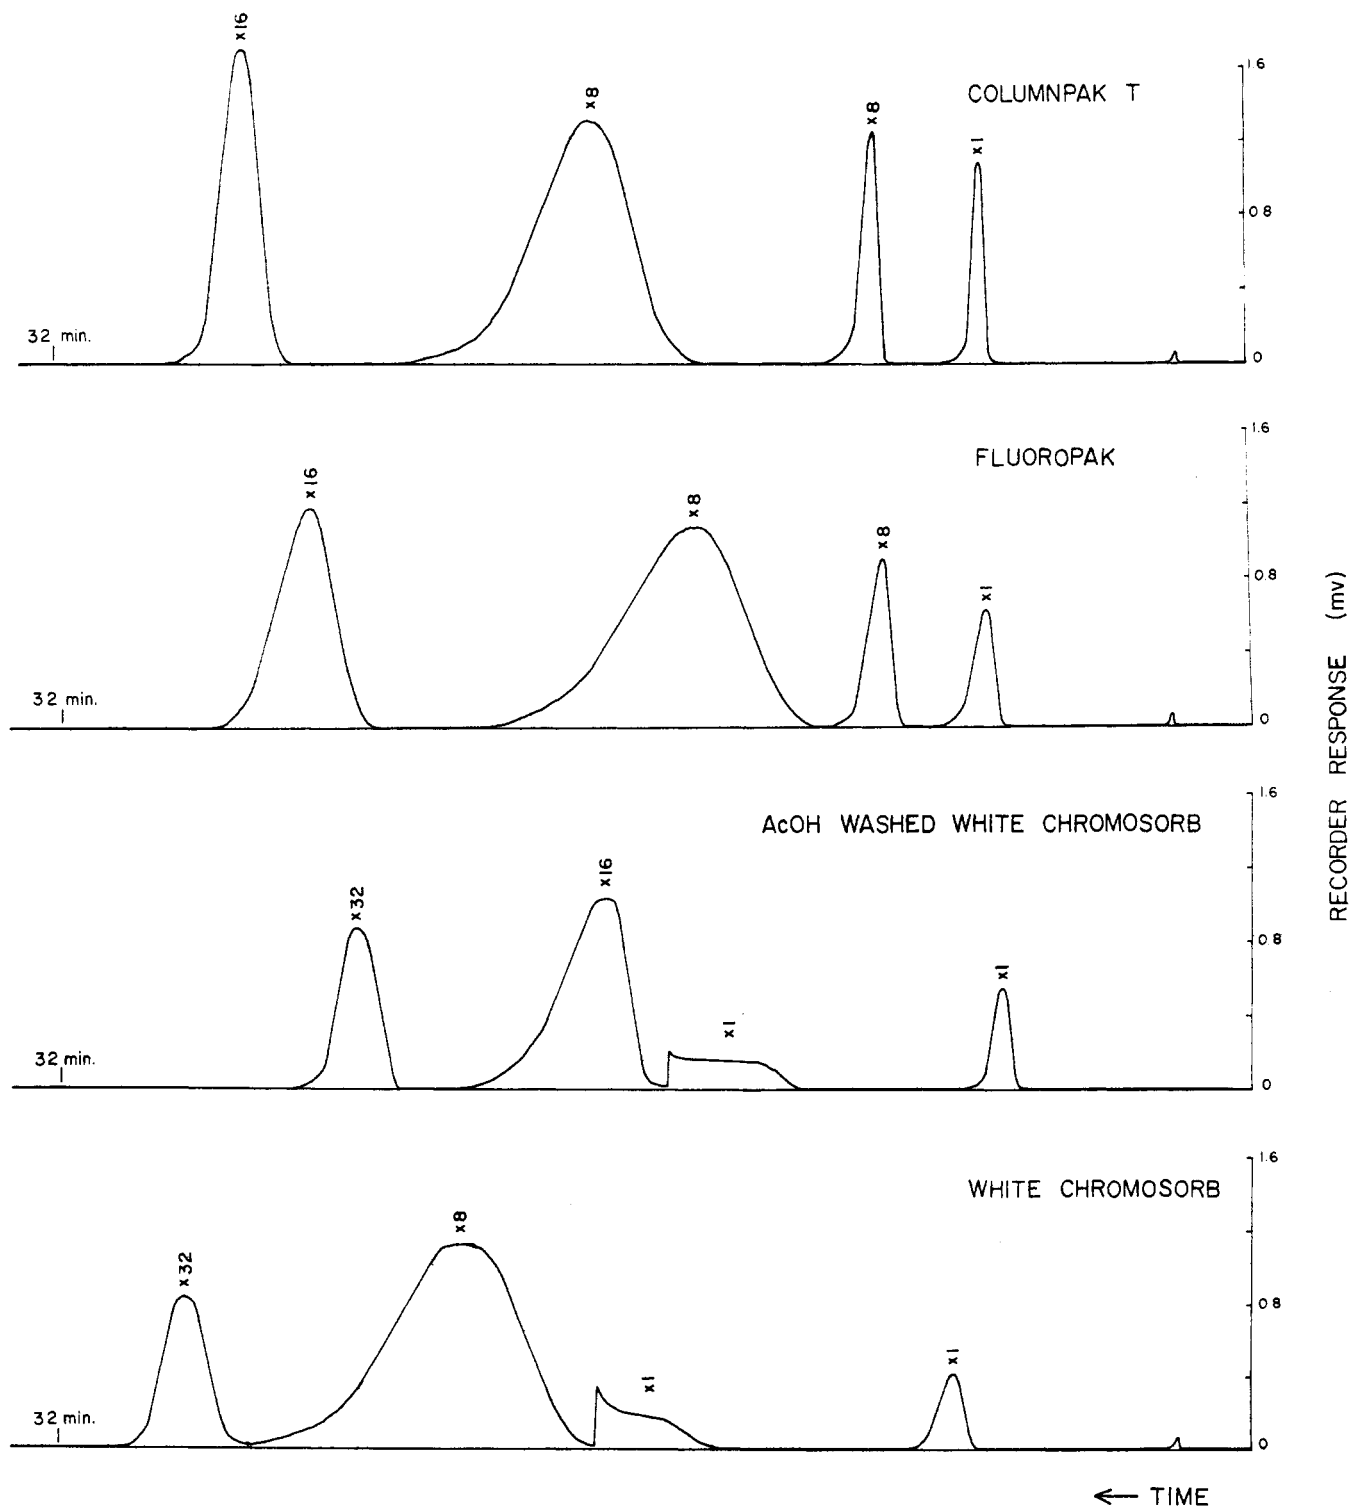 x16
x8
x8
x1
1.6
COLUMNPAK T
0.8
32 min.
0
1.6
FLUOROPAK
x16
x8
x8
x1
0.8
32 min.
0
RECORDER RESPONSE (mv)
1.6
AcOH WASHED WHITE CHROMOSORB
x32
x16
x1
x1
0.8
32 min.
0
1.6
WHITE CHROMOSORB
x32
x8
x1
x1
0.8
32 min.
0
← TIME